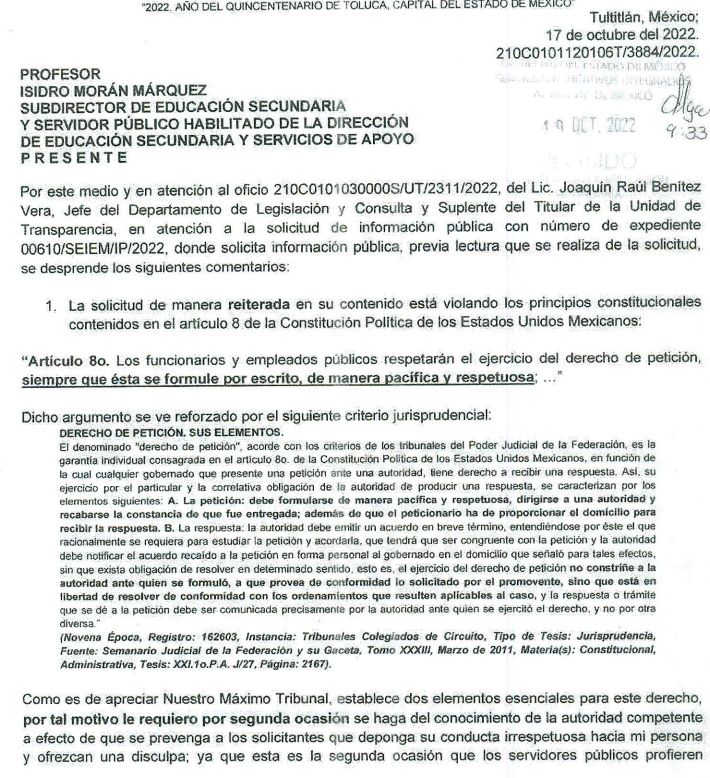 "2022. AÑO DEL QUINCENTENARIO DE TOLUCA, CAPITAL DEL ESTADO DE MÉXICO"
Tultitlán, México;
17 de octubre del 2022.
210C0101120106T/3884/2022.
PROFESOR
ISIDRO MORÁN MÁRQUEZ
SUBDIRECTOR DE EDUCACIÓN SECUNDARIA
Y SERVIDOR PÚBLICO HABILITADO DE LA DIRECCIÓN
DE EDUCACIÓN SECUNDARIA Y SERVICIOS DE APOYO
P R E S E N T E
19 OCT. 2022
9:33
Por este medio y en atención al oficio 210C0101030000S/UT/2311/2022, del Lic. Joaquín Raúl Benítez
Vera, Jefe del Departamento de Legislación y Consulta y Suplente del Titular de la Unidad de
Transparencia, en atención a la solicitud de información pública con número de expediente
00610/SEIEM/IP/2022, donde solicita información pública, previa lectura que se realiza de la solicitud,
se desprende los siguientes comentarios:
1. La solicitud de manera reiterada en su contenido está violando los principios constitucionales
contenidos en el artículo 8 de la Constitución Política de los Estados Unidos Mexicanos:
"Artículo 8o. Los funcionarios y empleados públicos respetarán el ejercicio del derecho de petición,
siempre que ésta se formule por escrito, de manera pacífica y respetuosa; ..."
Dicho argumento se ve reforzado por el siguiente criterio jurisprudencial:
DERECHO DE PETICIÓN. SUS ELEMENTOS.
El denominado "derecho de petición", acorde con los criterios de los tribunales del Poder Judicial de la Federación, es la
garantía individual consagrada en el artículo 8o. de la Constitución Política de los Estados Unidos Mexicanos, en función de
la cual cualquier gobernado que presente una petición ante una autoridad, tiene derecho a recibir una respuesta. Así, su
ejercicio por el particular y la correlativa obligación de la autoridad de producir una respuesta, se caracterizan por los
elementos siguientes: A. La petición: debe formularse de manera pacífica y respetuosa, dirigirse a una autoridad y
recabarse la constancia de que fue entregada; además de que el peticionario ha de proporcionar el domicilio para
recibir la respuesta. B. La respuesta: la autoridad debe emitir un acuerdo en breve término, entendiéndose por éste el que
racionalmente se requiera para estudiar la petición y acordarla, que tendrá que ser congruente con la petición y la autoridad
debe notificar el acuerdo recaído a la petición en forma personal al gobernado en el domicilio que señaló para tales efectos,
sin que exista obligación de resolver en determinado sentido, esto es, el ejercicio del derecho de petición no constriñe a la
autoridad ante quien se formuló, a que provea de conformidad lo solicitado por el promovente, sino que está en
libertad de resolver de conformidad con los ordenamientos que resulten aplicables al caso, y la respuesta o trámite
que se dé a la petición debe ser comunicada precisamente por la autoridad ante quien se ejercitó el derecho, y no por otra
diversa."
(Novena Época, Registro: 162603, Instancia: Tribunales Colegiados de Circuito, Tipo de Tesis: Jurisprudencia,
Fuente: Semanario Judicial de la Federación y su Gaceta, Tomo XXXIII, Marzo de 2011, Materia(s): Constitucional,
Administrativa, Tesis: XXI.1o.P.A. J/27, Página: 2167).
Como es de apreciar Nuestro Máximo Tribunal, establece dos elementos esenciales para este derecho,
por tal motivo le requiero por segunda ocasión se haga del conocimiento de la autoridad competente
a efecto de que se prevenga a los solicitantes que deponga su conducta irrespetuosa hacia mi persona
y ofrezcan una disculpa; ya que esta es la segunda ocasión que los servidores públicos profieren